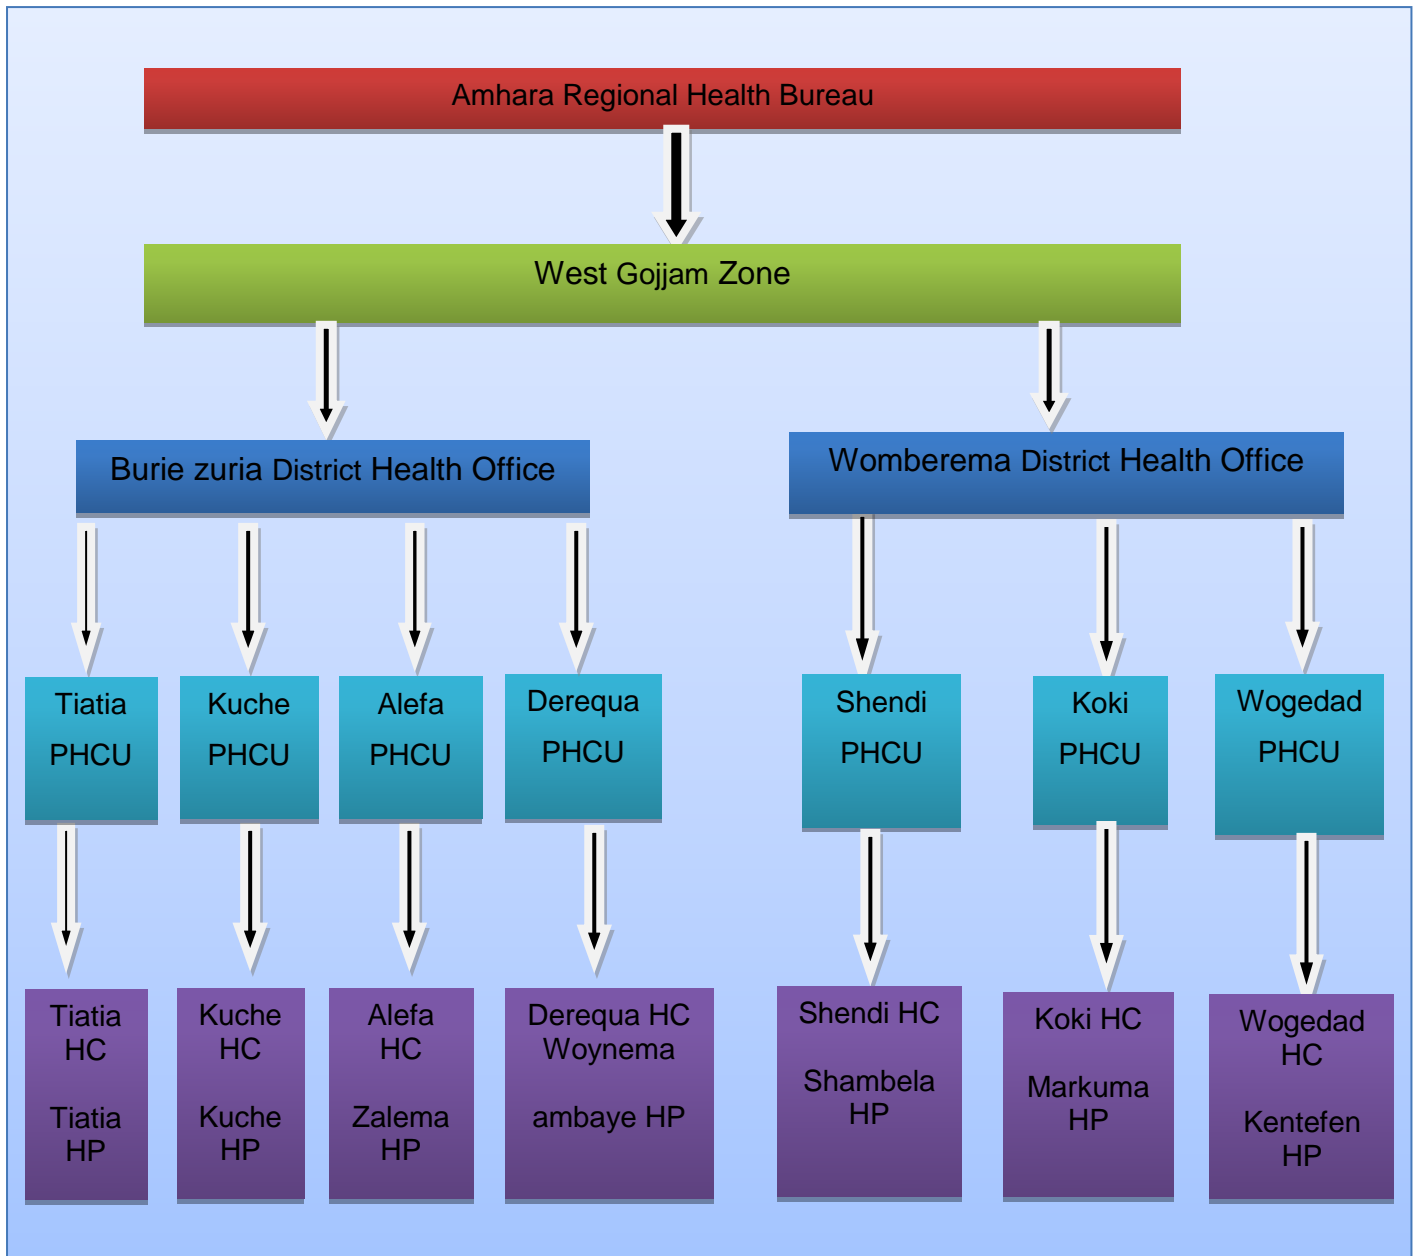 Amhara Regional Health Bureau
West Gojjam Zone
Burie zuria District Health Office
Womberema District Health Office
Tiatia
PHCU
Kuche
PHCU
Alefa
PHCU
Derequa
PHCU
Shendi
PHCU
Koki
PHCU
Wogedad
PHCU
Tiatia
HC
Tiatia
HP
Kuche
HC
Kuche
HP
Alefa
HC
Zalema
HP
Derequa HC
Woynema
ambaye HP
Shendi HC
Shambela
HP
Koki HC
Markuma
HP
Wogedad
HC
Kentefen
HP